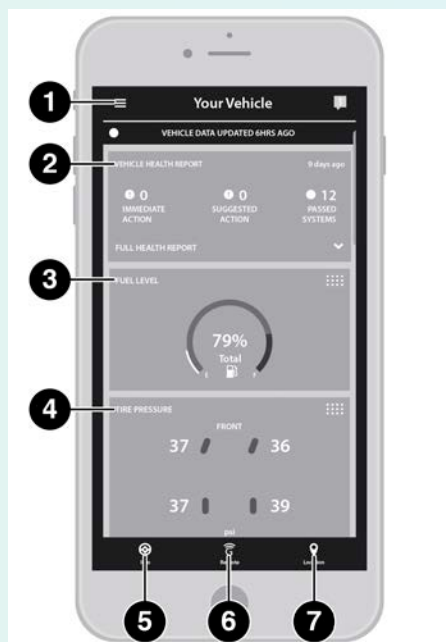 1
Your Vehicle
VEHICLE DATA UPDATED 6HRS AGO
2
VEHICLE HEALTH REPORT
9 days ago
0
IMMEDIATE
ACTION
0
SUGGESTED
ACTION
12
PASSED
SYSTEMS
FULL HEALTH REPORT
3
FUEL LEVEL
79%
Total
E
F
4
TIRE PRESSURE
FRONT
37
36
37
39
psi
Remote
Location
5
6
7